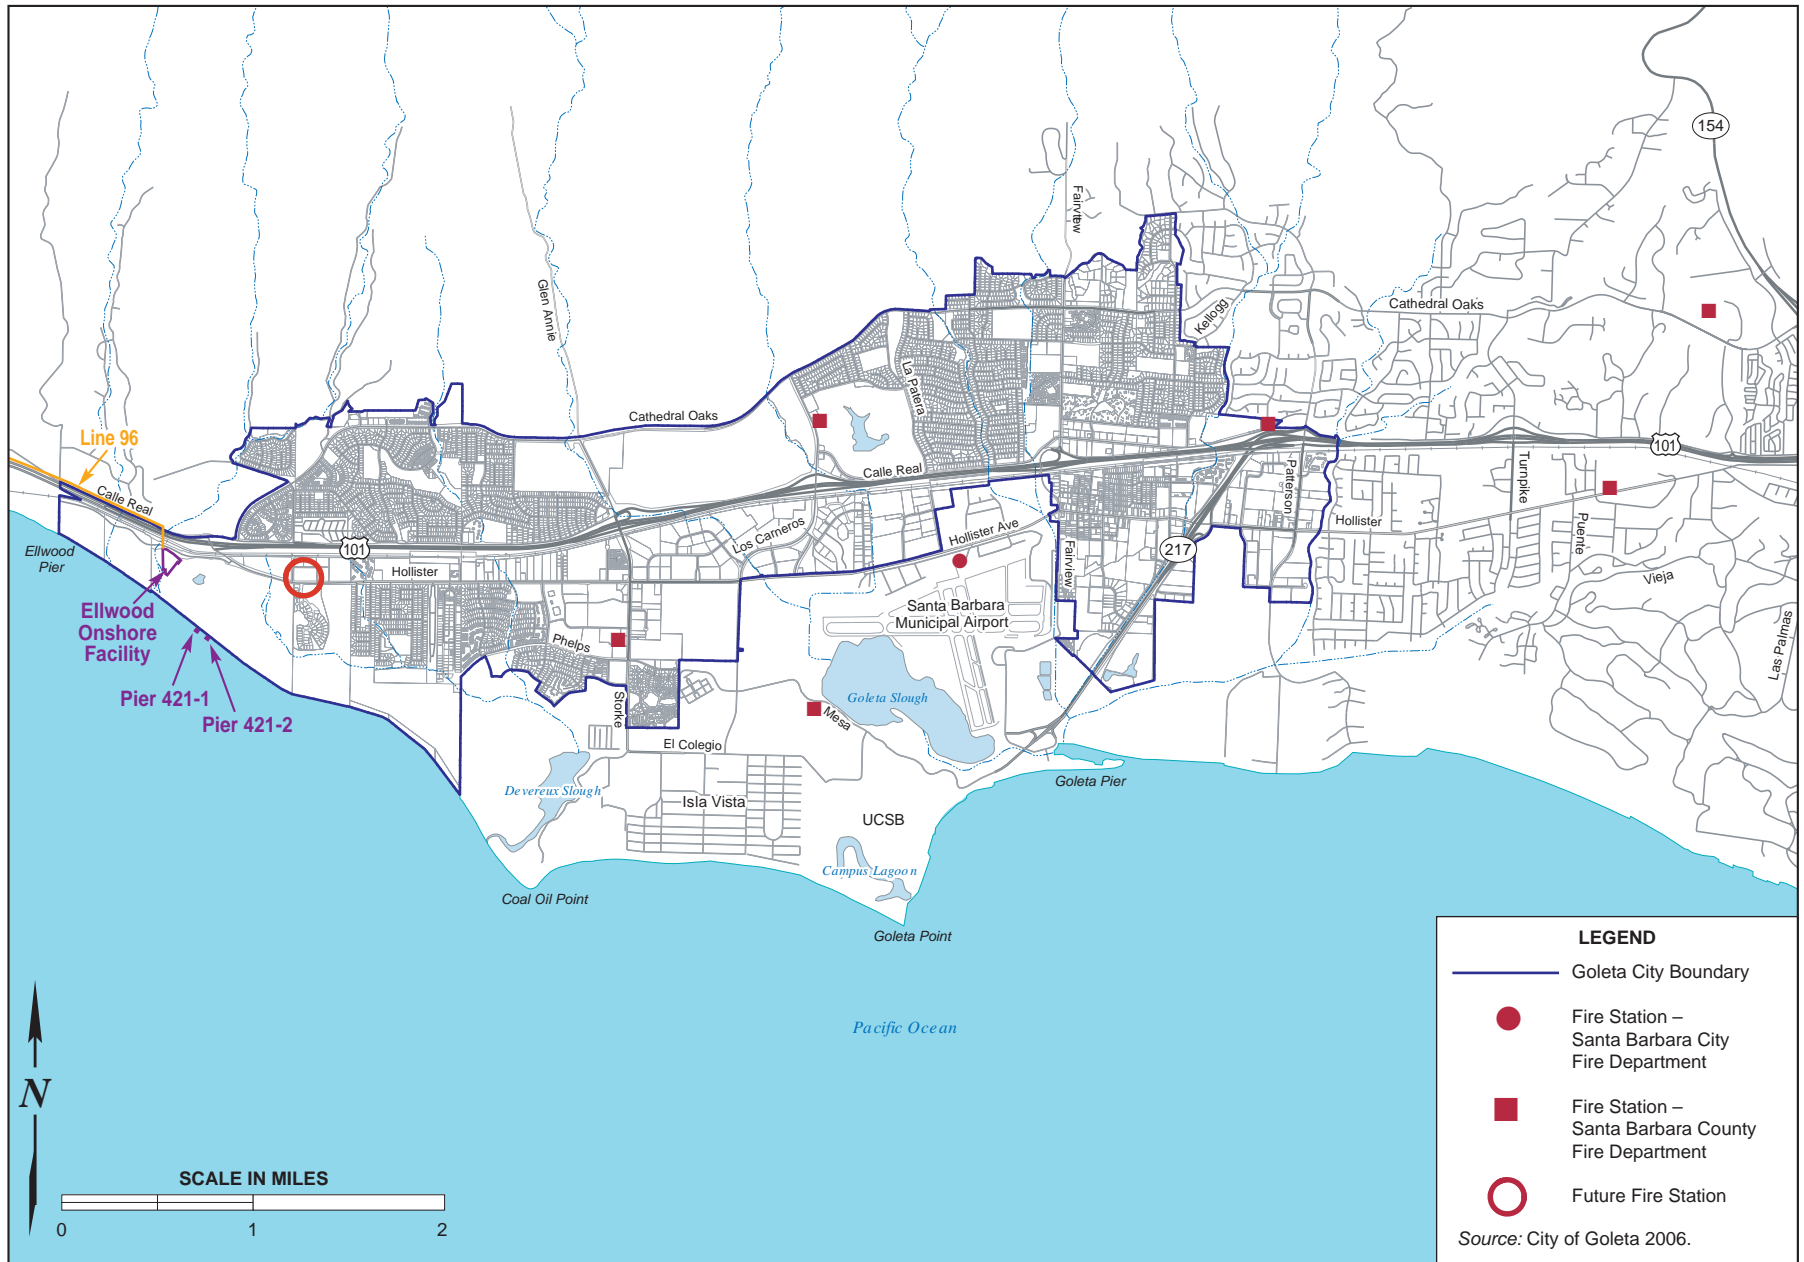 154
Fairview
Cathedral Oaks
Kellogg
Glen Annie
La Patera
Cathedral Oaks
Line 96
Calle Real
101
Calle Real
Patterson
Turnpike
Puente
Hollister
Los Carneros
Hollister Ave
101
Hollister
217
Fairview
Vieja
Las Palmas
Ellwood
Pier
Ellwood
Onshore
Facility
Santa Barbara
Municipal Airport
Phelps
Pier 421-1
Pier 421-2
Storke
Goleta Slough
Mesa
El Colegio
Goleta Pier
Devereux Slough
Isla Vista
UCSB
Campus Lagoon
Coal Oil Point
Goleta Point
Pacific Ocean
N
SCALE IN MILES
0 1 2
LEGEND
Goleta City Boundary
Fire Station –
Santa Barbara City
Fire Department
Fire Station –
Santa Barbara County
Fire Department
Future Fire Station
Source: City of Goleta 2006.